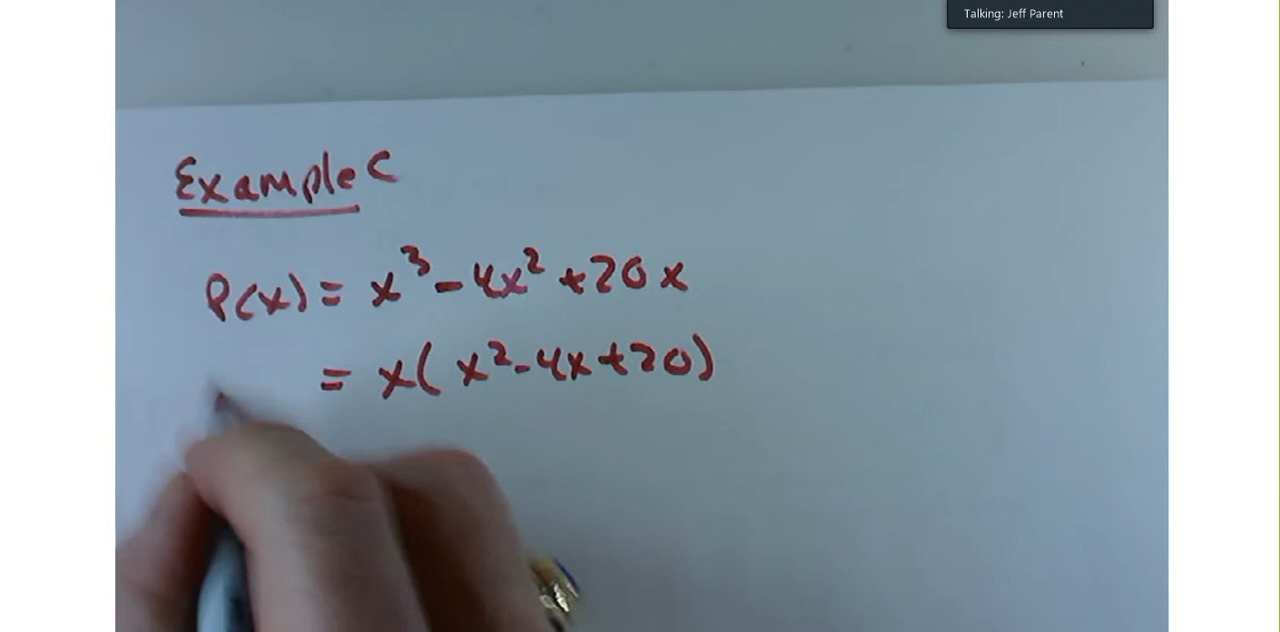 Talking: Jeff Parent
Example C
P(x) = x³ - 4x² + 20x
= x(x² - 4x + 20)